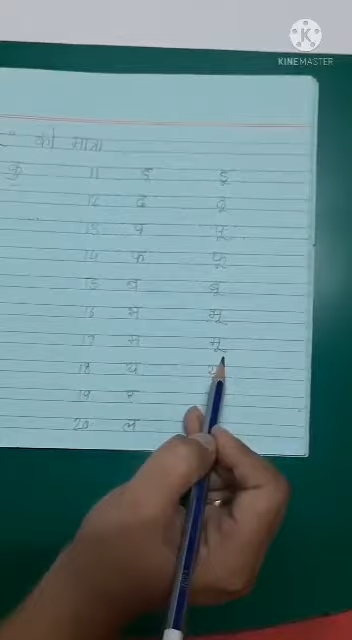 KINEMASTER
की मात्रा
11 ड ड़ू
12 ढ ढू
13 प पू
14 फ फू
15 ब बू
16 भ भू
17 म मू
18 य
19 र
20 ल